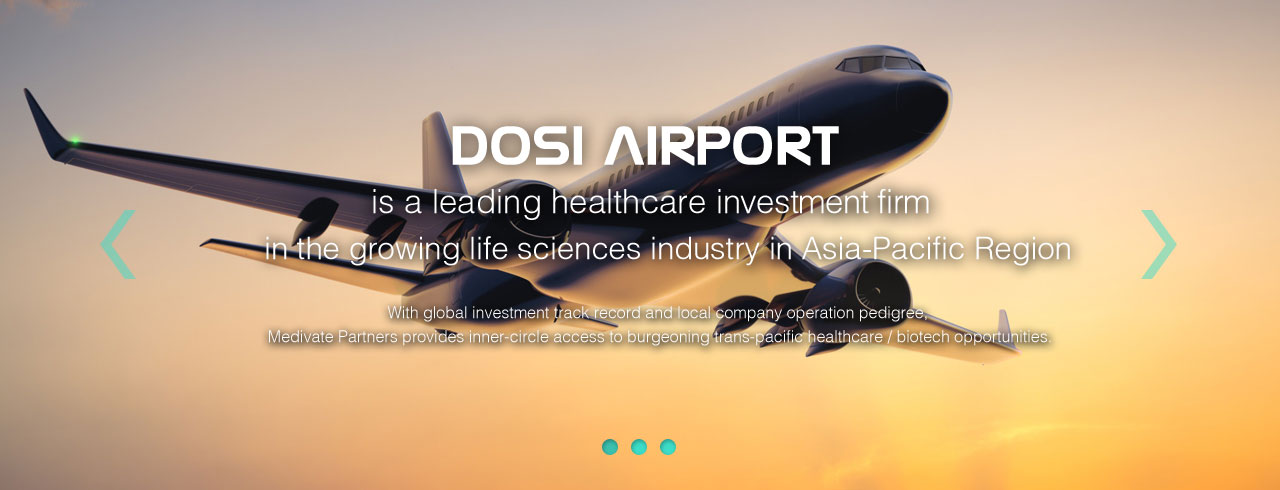 DOSI AIRPORT
is a leading healthcare investment firm
in the growing life sciences industry in Asia-Pacific Region
With global investment track record and local company operation pedigree,
Medivate Partners provides inner-circle access to burgeoning trans-pacific healthcare / biotech opportunities.